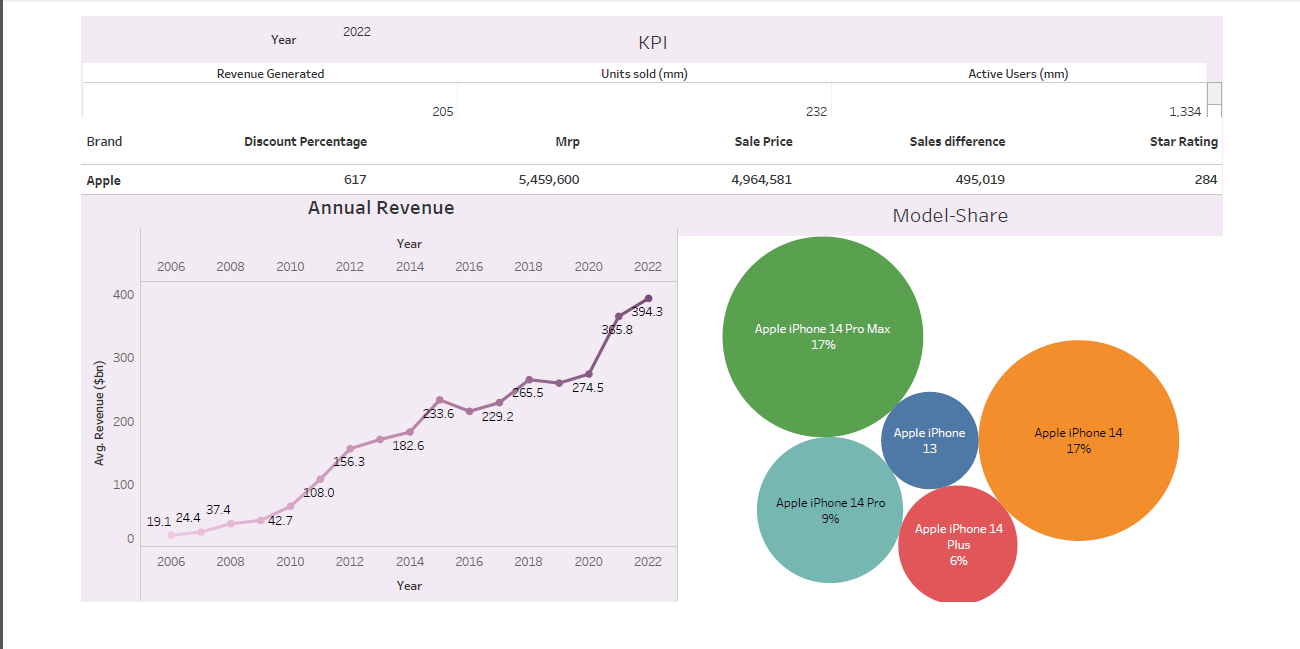 Year 2022
KPI
Revenue Generated Units sold (mm) Active Users (mm)
205 232 1,334
Brand Discount Percentage Mrp Sale Price Sales difference Star Rating
Apple 617 5,459,600 4,964,581 495,019 284
Annual Revenue
Year
2006 2008 2010 2012 2014 2016 2018 2020 2022
400
300
200
100
0
Avg. Revenue ($bn)
19.1 24.4 37.4 42.7 108.0 156.3 182.6 233.6 229.2 265.5 274.5 365.8 394.3
2006 2008 2010 2012 2014 2016 2018 2020 2022
Year
Model-Share
Apple iPhone 14 Pro Max
17%
Apple iPhone
13
Apple iPhone 14
17%
Apple iPhone 14 Pro
9%
Apple iPhone 14
Plus
6%